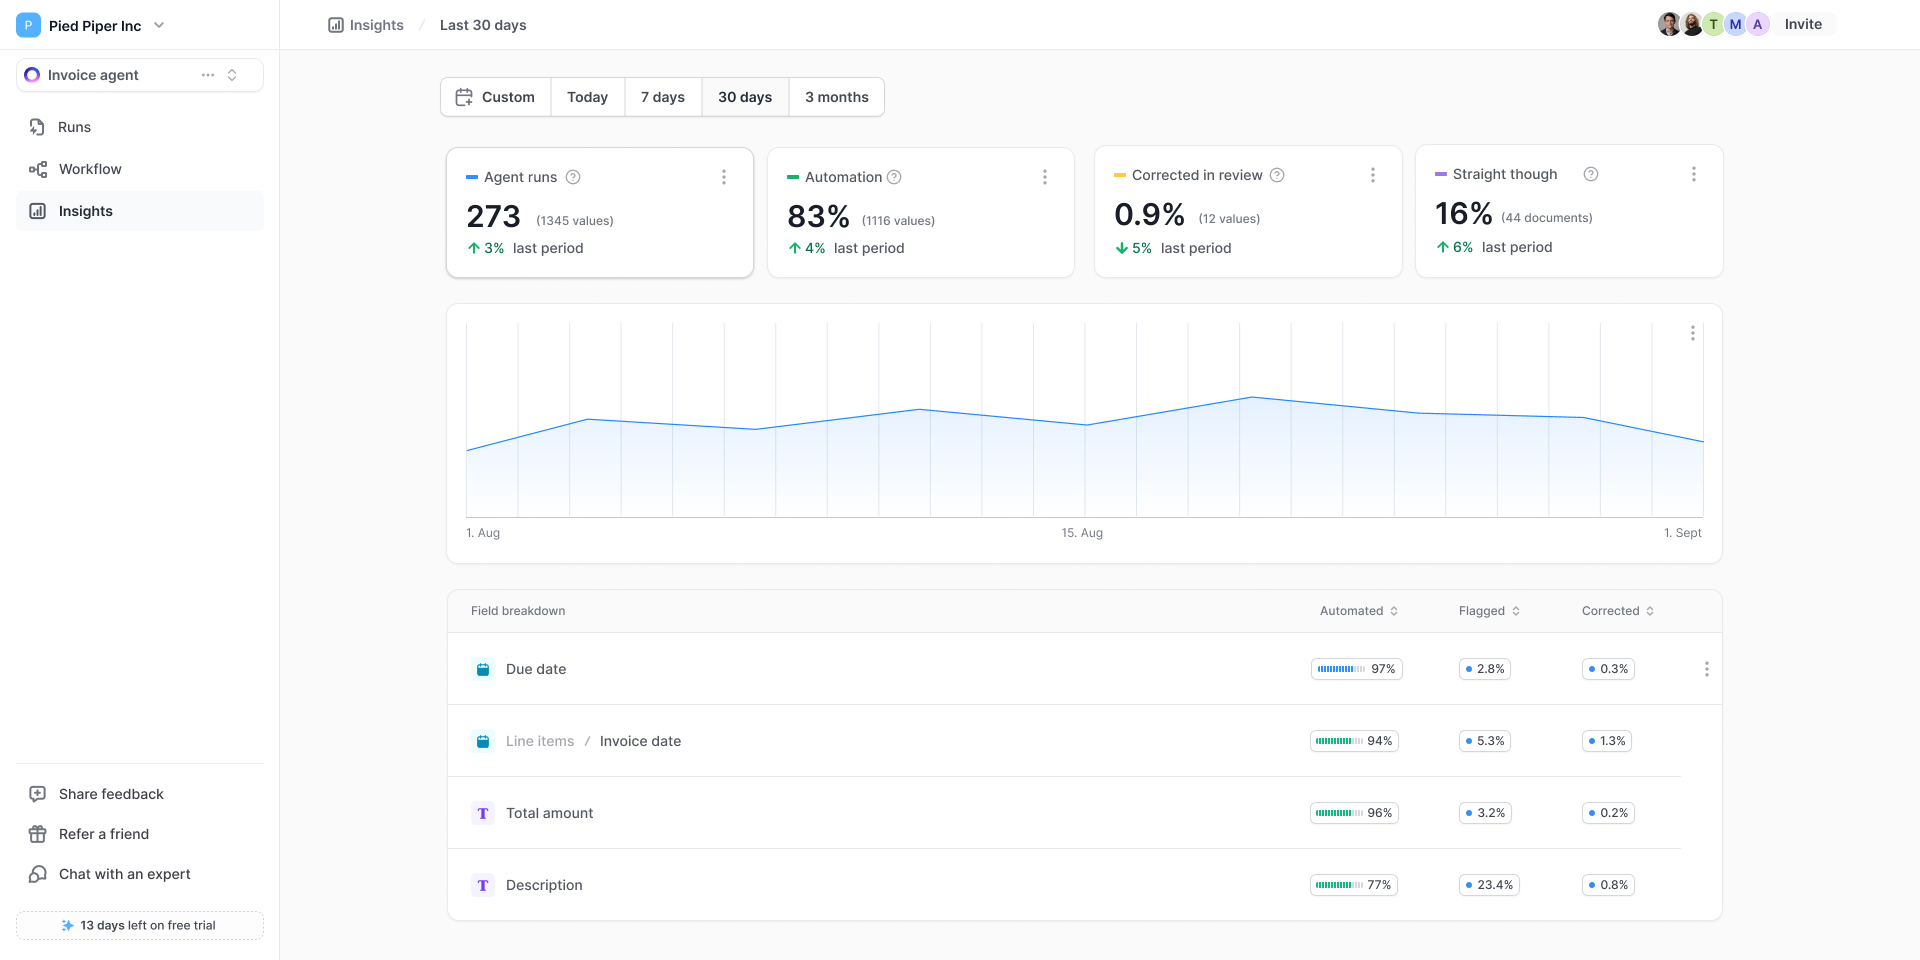 P Pied Piper Inc
Invoice agent
Runs
Workflow
Insights
Share feedback
Refer a friend
Chat with an expert
13 days left on free trial
Insights / Last 30 days
T M A Invite
Custom Today 7 days 30 days 3 months
Agent runs
273 (1345 values)
3% last period
Automation
83% (1116 values)
4% last period
Corrected in review
0.9% (12 values)
5% last period
Straight though
16% (44 documents)
6% last period
1. Aug 15. Aug 1. Sept
Field breakdown Automated Flagged Corrected
Due date 97% 2.8% 0.3%
Line items / Invoice date 94% 5.3% 1.3%
T Total amount 96% 3.2% 0.2%
T Description 77% 23.4% 0.8%